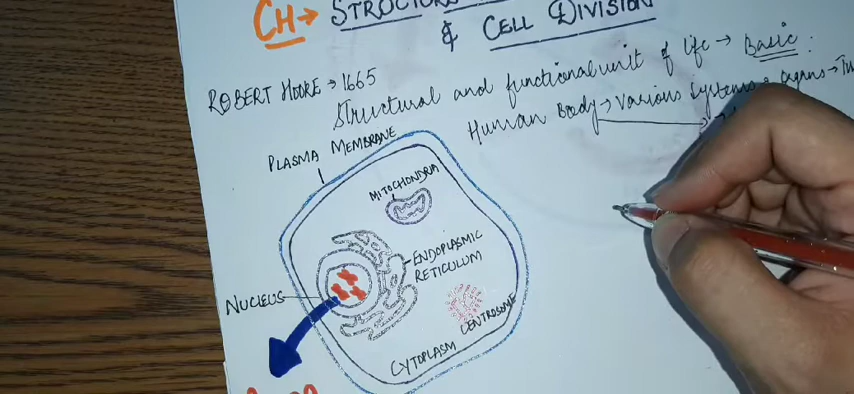 CH→
& CELL DIVISION
ROBERT HOOKE→1665
Structural and functional unit of life→ Basic :
Human Body→ Various Systems
PLASMA MEMBRANE
MITOCHONDRIA
ENDOPLASMIC
RETICULUM
NUCLEUS
CENTROSOME
CYTOPLASM